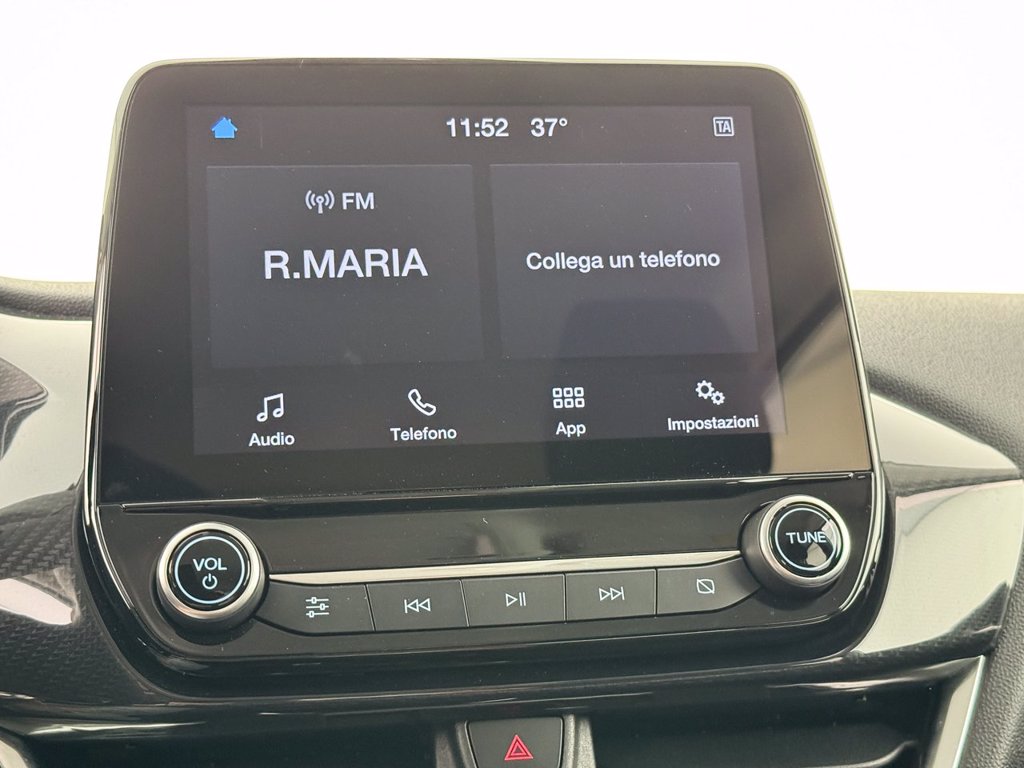 11:52 37°
TA
FM
R.MARIA
Collega un telefono
Audio
Telefono
App
Impostazioni
VOL
TUNE